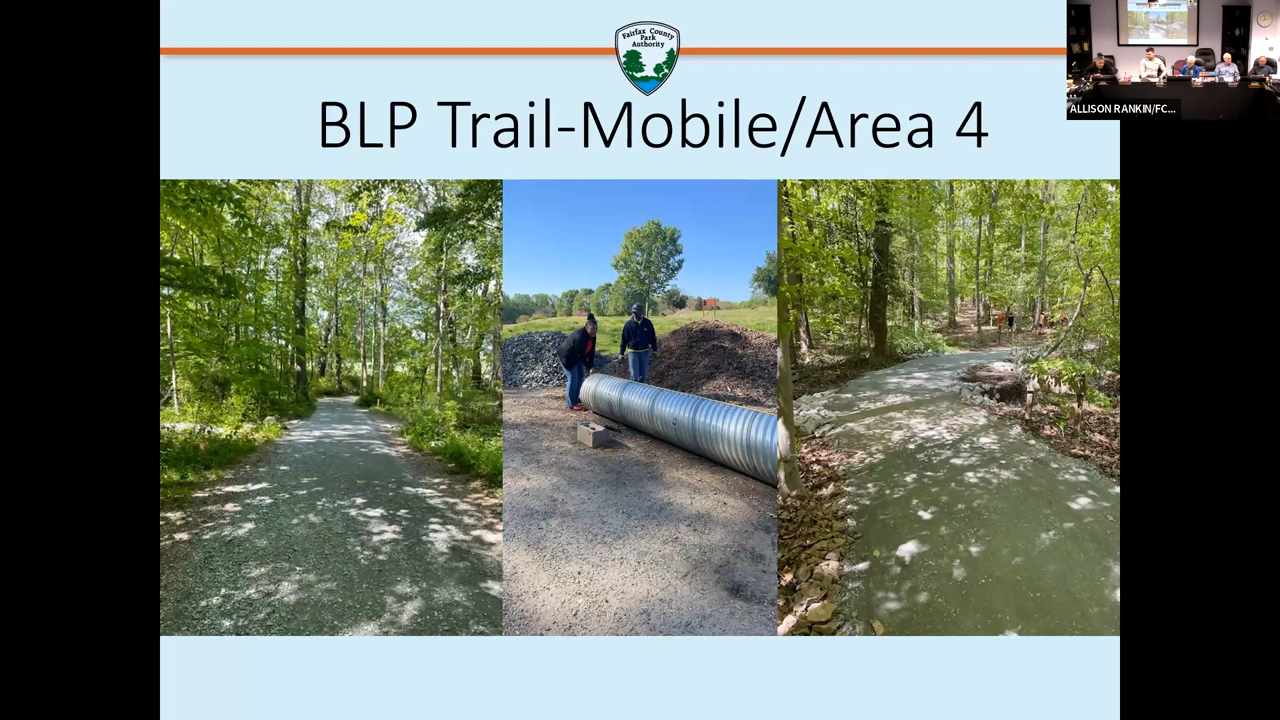 Fairfax County
Park
Authority
BLP Trail-Mobile/Area 4
ALLISON RANKIN/FC...